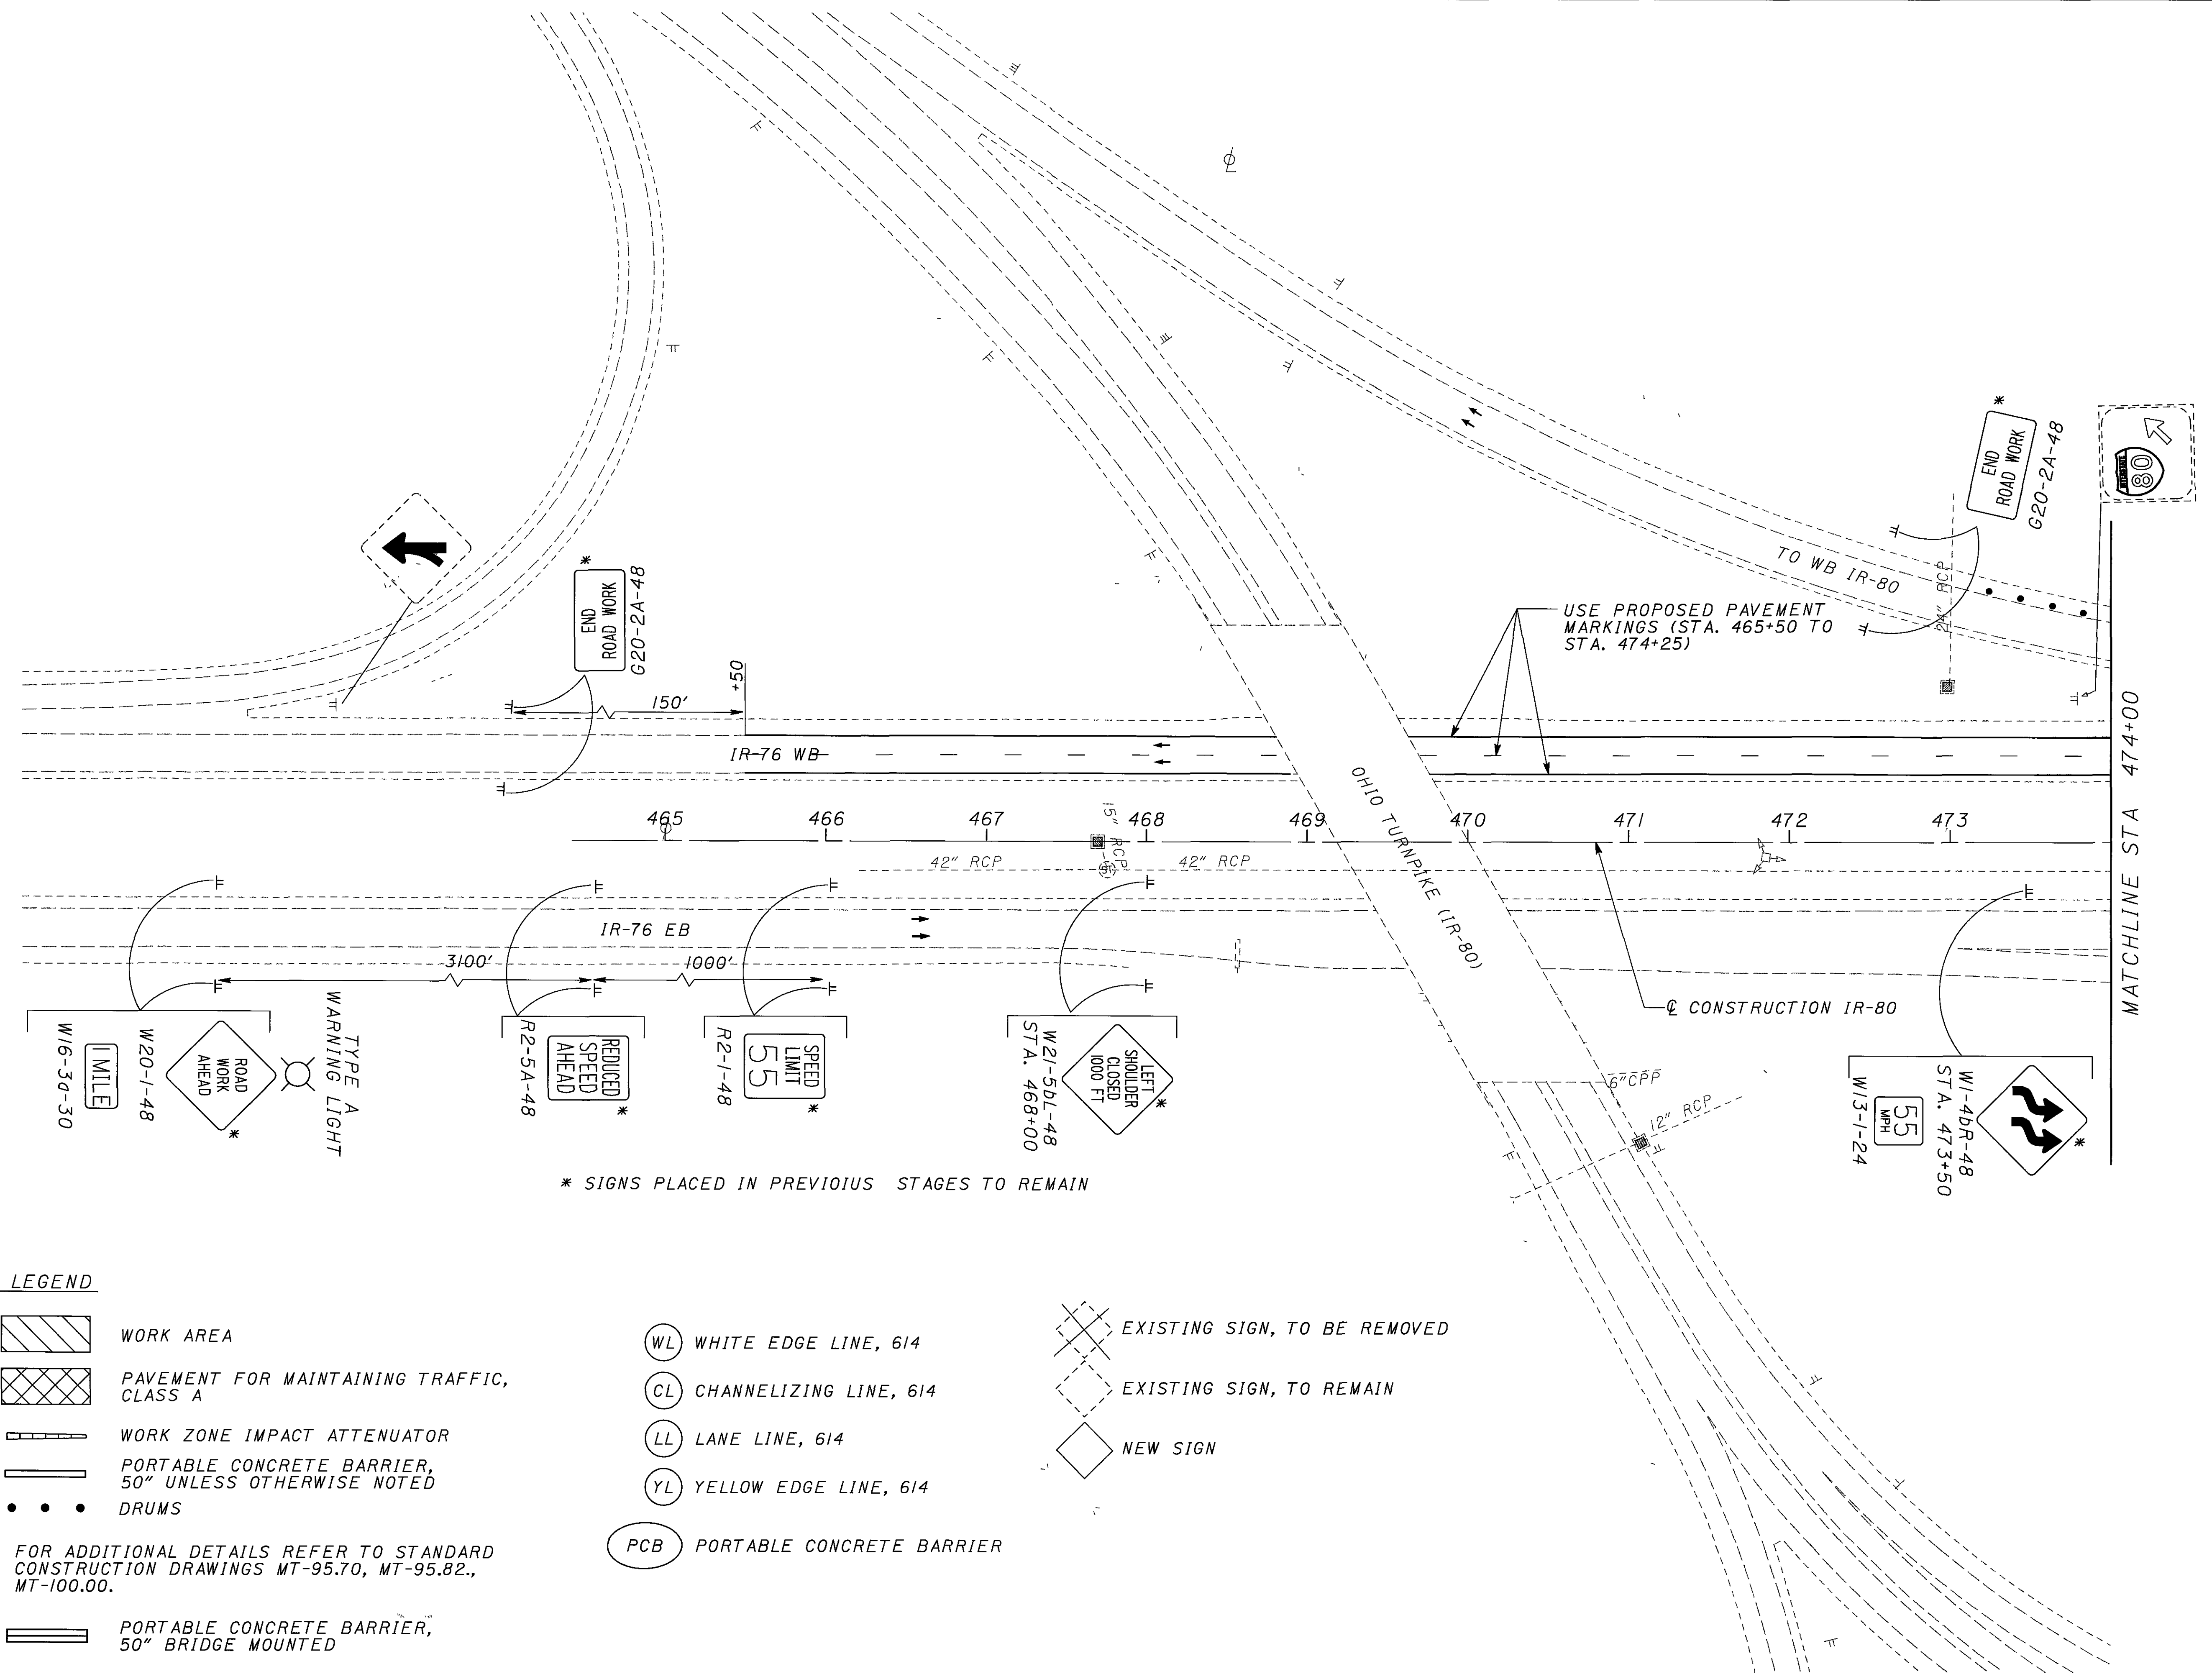 80
INTERSTATE
*
END
ROAD WORK
G20-2A-48
TO WB IR-80
24" RCP
*
END
ROAD WORK
G20-2A-48
USE PROPOSED PAVEMENT
MARKINGS (STA. 465+50 TO
STA. 474+25)
+50
150'
IR-76 WB
MATCHLINE STA 474+00
OHIO TURNPIKE (IR-80)
465
466
467
468
469
470
471
472
473
15" RCP
42" RCP
42" RCP
IR-76 EB
3100'
1000'
℄ CONSTRUCTION IR-80
TYPE A
WARNING LIGHT
ROAD
WORK
AHEAD
*
W20-1-48
1 MILE
W16-3a-30
REDUCED
SPEED
AHEAD
*
R2-5A-48
SPEED
LIMIT
55
*
R2-1-48
LEFT
SHOULDER
CLOSED
1000 FT
*
W21-5bL-48
STA. 468+00
6"CPP
12" RCP
*
W1-4bR-48
STA. 473+50
55
MPH
W13-1-24
* SIGNS PLACED IN PREVIOIUS STAGES TO REMAIN
LEGEND
WORK AREA
PAVEMENT FOR MAINTAINING TRAFFIC,
CLASS A
WORK ZONE IMPACT ATTENUATOR
PORTABLE CONCRETE BARRIER,
50" UNLESS OTHERWISE NOTED
DRUMS
FOR ADDITIONAL DETAILS REFER TO STANDARD
CONSTRUCTION DRAWINGS MT-95.70, MT-95.82.,
MT-100.00.
PORTABLE CONCRETE BARRIER,
50" BRIDGE MOUNTED
WL WHITE EDGE LINE, 614
CL CHANNELIZING LINE, 614
LL LANE LINE, 614
YL YELLOW EDGE LINE, 614
PCB PORTABLE CONCRETE BARRIER
EXISTING SIGN, TO BE REMOVED
EXISTING SIGN, TO REMAIN
NEW SIGN